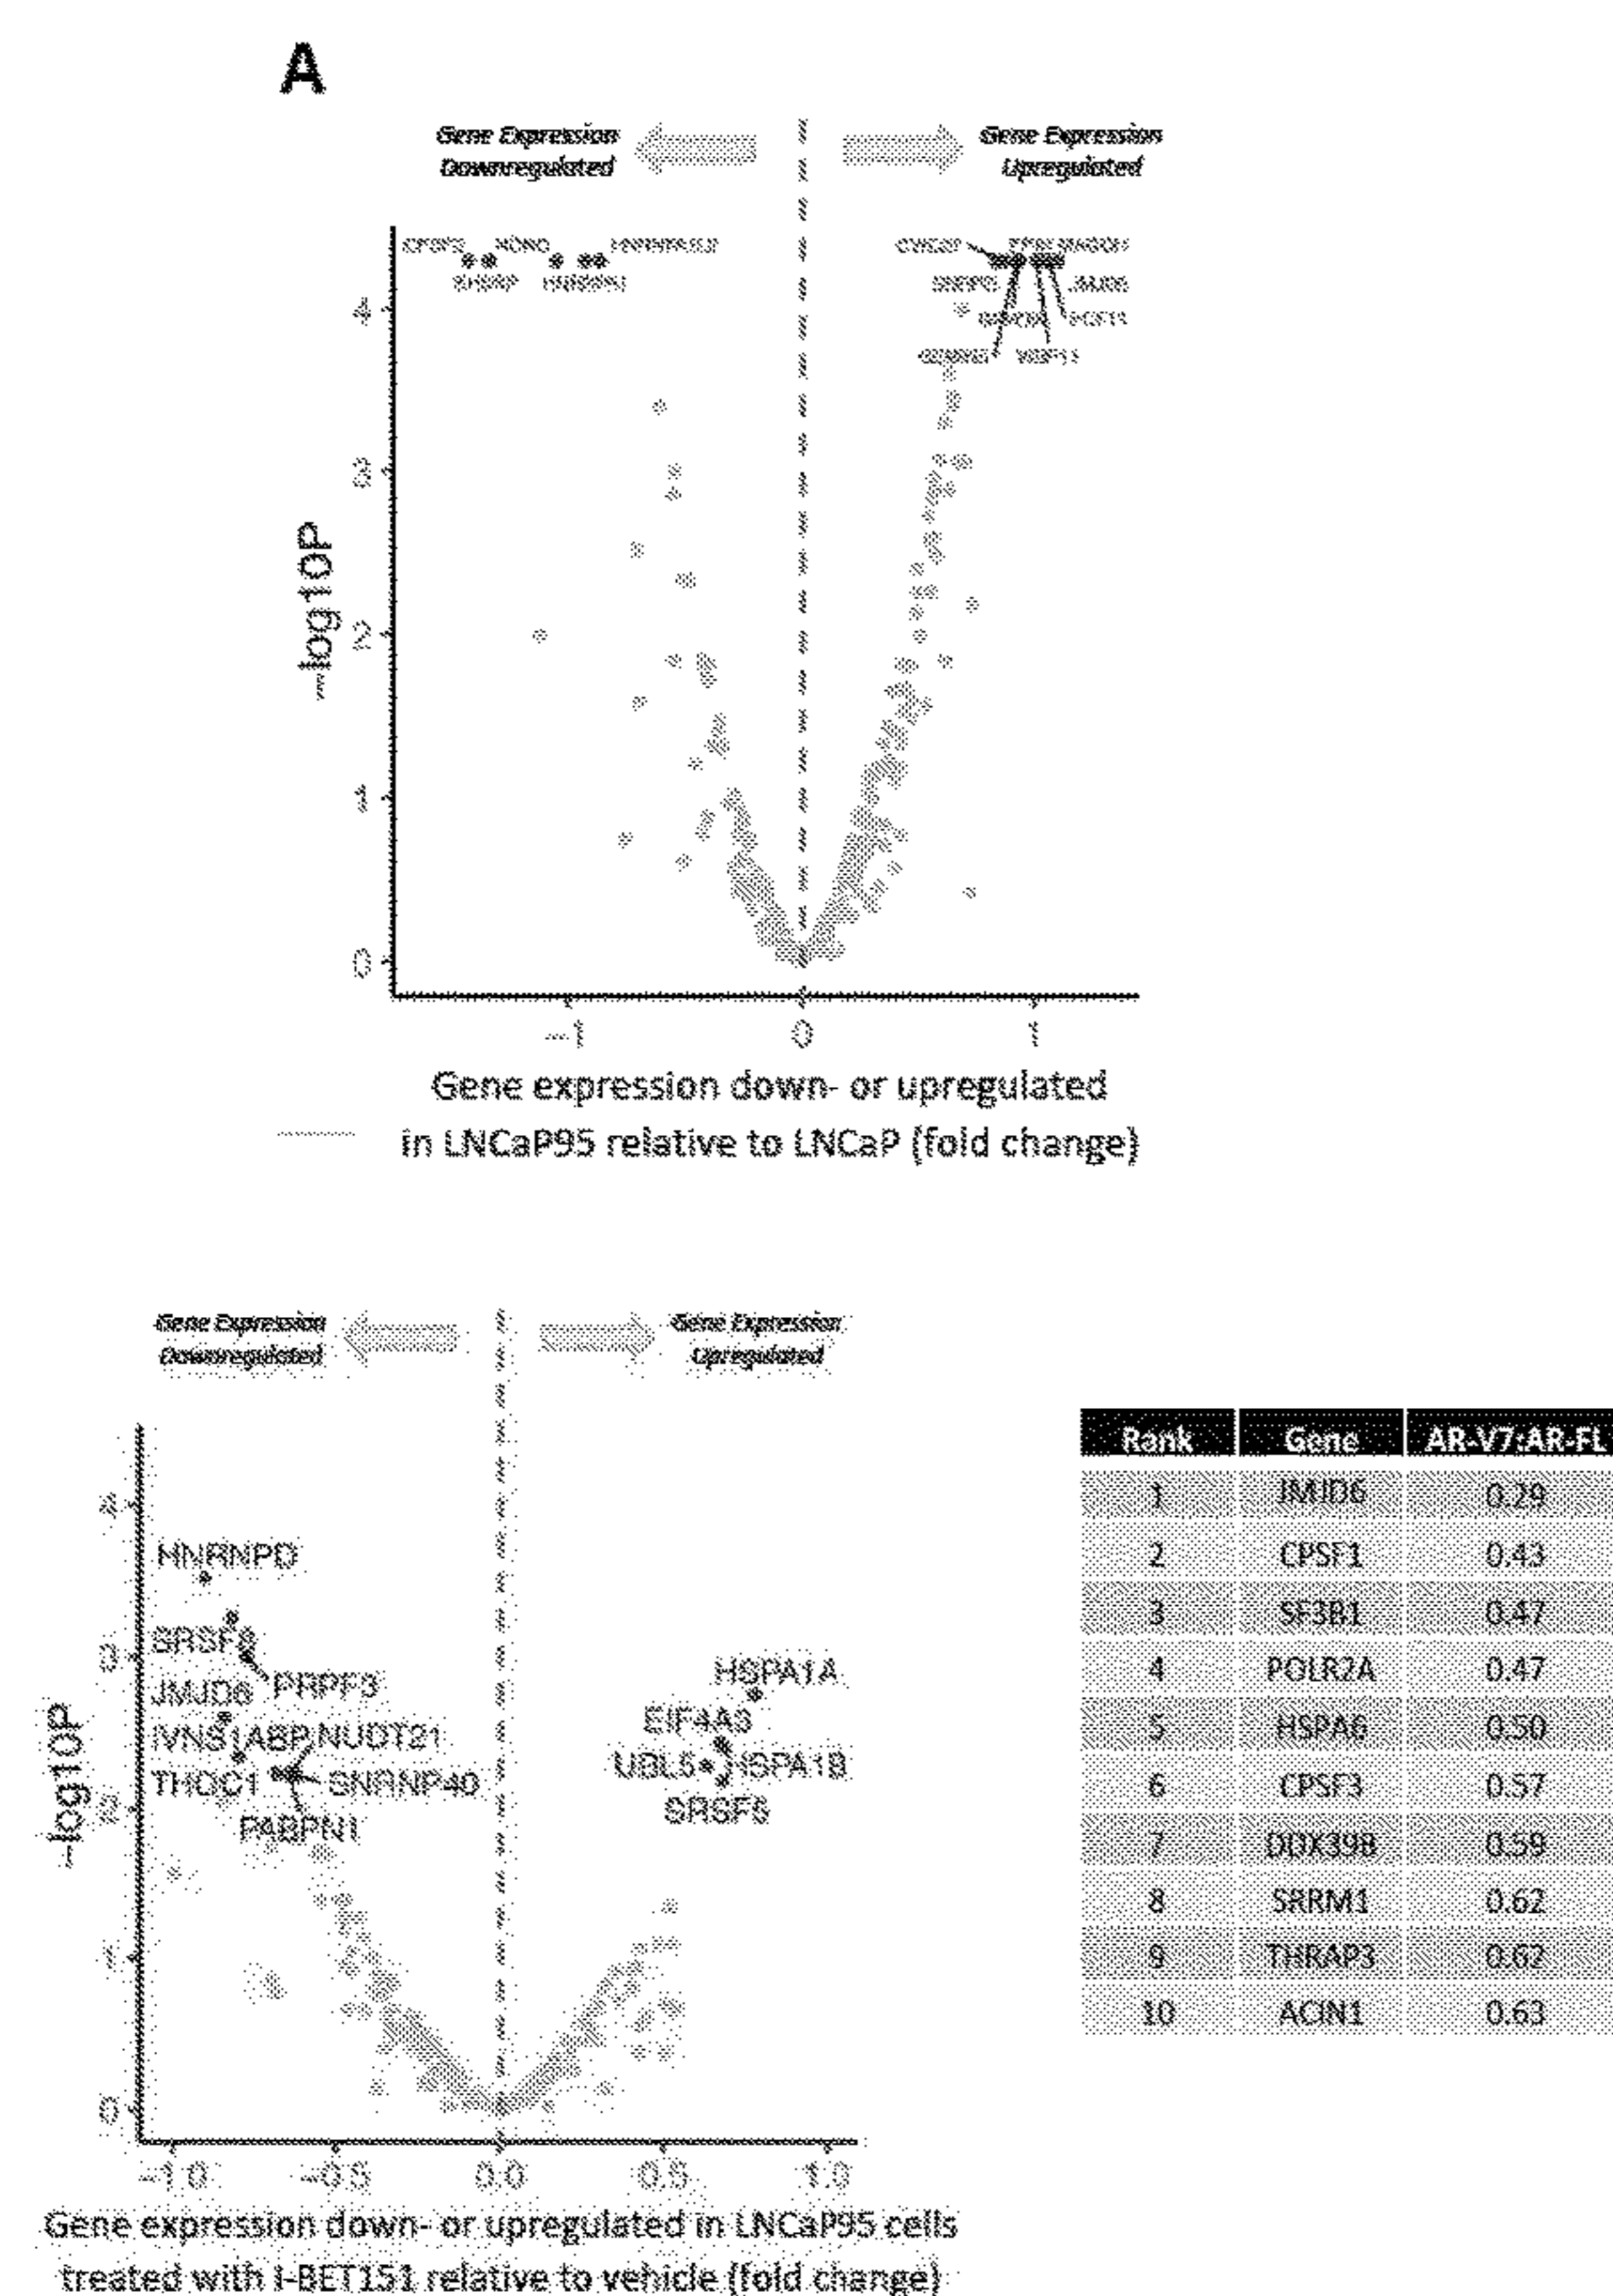 A
Gene Expression
Downregulated
Gene Expression
Upregulated
NONO
4
3
2
1
0
–log10P
–1 0 1
Gene expression down- or upregulated
in LNCaP95 relative to LNCaP (fold change)
Gene Expression
Downregulated
Gene Expression
Upregulated
4
3
2
1
0
–log10P
HNRNPD
PRPF3
JMJD6
IVNS1ABP NUDT21
THOC1 SNRNP40
PABPN1
HSPA1A
EIF4A3
UBL5 HSPA1B
–1.0 –0.5 0.0 0.5 1.0
Gene expression down- or upregulated in LNCaP95 cells
treated with I-BET151 relative to vehicle (fold change)
Rank Gene AR-V7:AR-FL
1 JMJD6 0.29
2 CPSF1 0.43
3 SF3B1 0.47
4 POLR2A 0.47
5 HSPA6 0.50
6 CPSF3 0.57
7 DDX39B 0.59
8 SRRM1 0.62
9 THRAP3 0.62
10 ACIN1 0.63